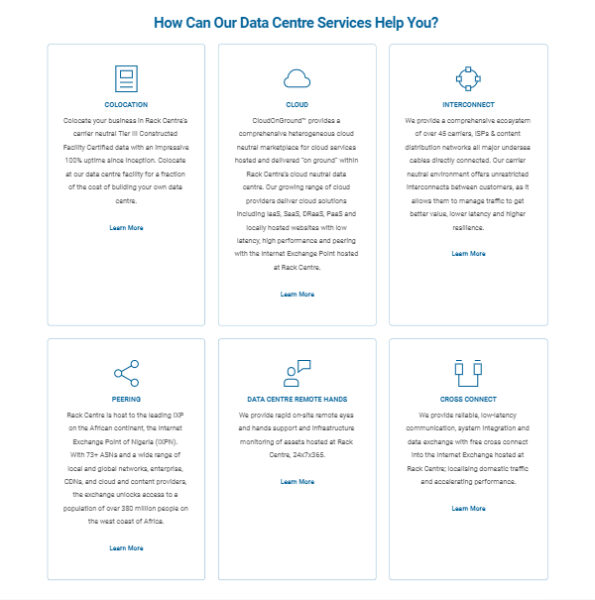 How Can Our Data Centre Services Help You?
COLOCATION
Colocate your business in Rack Centre's
carrier neutral Tier III Constructed
Facility Certified data with an impressive
100% uptime since inception. Colocate
at our data centre facility for a fraction
of the cost of building your own data
centre.
Learn More
CLOUD
CloudOnGround™ provides a
comprehensive heterogeneous cloud
neutral marketplace for cloud services
hosted and delivered "on ground" within
Rack Centre's cloud neutral data
centre. Our growing range of cloud
providers deliver cloud solutions
including IaaS, SaaS, DRaaS, PaaS and
locally hosted websites with low
latency, high performance and peering
with the Internet Exchange Point hosted
at Rack Centre.
Learn More
INTERCONNECT
We provide a comprehensive ecosystem
of over 45 carriers, ISPs & content
distribution networks all major undersea
cables directly connected. Our carrier
neutral environment offers unrestricted
interconnects between customers, as it
allows them to manage traffic to get
better value, lower latency and higher
resilience.
Learn More
PEERING
Rack Centre is host to the leading IXP
on the African continent, the Internet
Exchange Point of Nigeria (IXPN).
With 73+ ASNs and a wide range of
local and global networks, enterprise,
CDNs, and cloud and content providers,
the exchange unlocks access to a
population of over 380 million people on
the west coast of Africa.
Learn More
DATA CENTRE REMOTE HANDS
We provide rapid on-site remote eyes
and hands support and infrastructure
monitoring of assets hosted at Rack
Centre, 24x7x365.
Learn More
CROSS CONNECT
We provide reliable, low-latency
communication, system integration and
data exchange with free cross connect
into the Internet Exchange hosted at
Rack Centre; localising domestic traffic
and accelerating performance.
Learn More